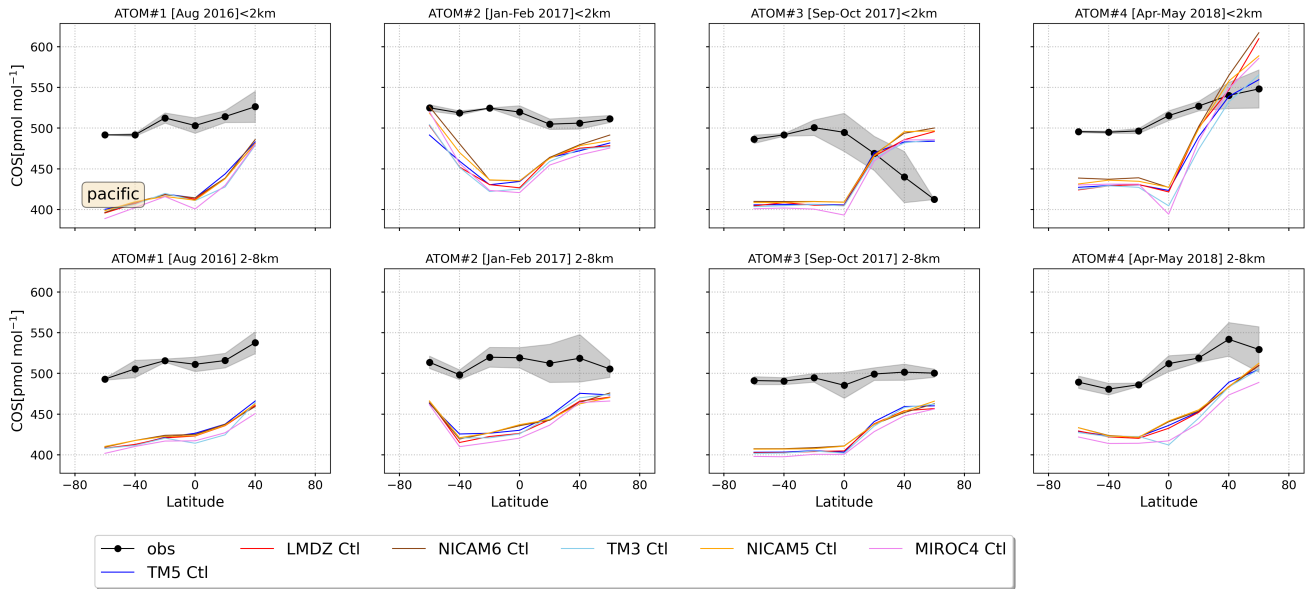 ATOM#1 [Aug 2016]<2km
ATOM#2 [Jan-Feb 2017]<2km
ATOM#3 [Sep-Oct 2017]<2km
ATOM#4 [Apr-May 2018]<2km
COS[pmol mol⁻¹]
600
550
500
450
400
pacific
ATOM#1 [Aug 2016] 2-8km
ATOM#2 [Jan-Feb 2017] 2-8km
ATOM#3 [Sep-Oct 2017] 2-8km
ATOM#4 [Apr-May 2018] 2-8km
COS[pmol mol⁻¹]
600
550
500
450
400
−80 −40 0 40 80
−80 −40 0 40 80
−80 −40 0 40 80
−80 −40 0 40 80
Latitude
Latitude
Latitude
Latitude
obs LMDZ Ctl NICAM6 Ctl TM3 Ctl NICAM5 Ctl MIROC4 Ctl
TM5 Ctl